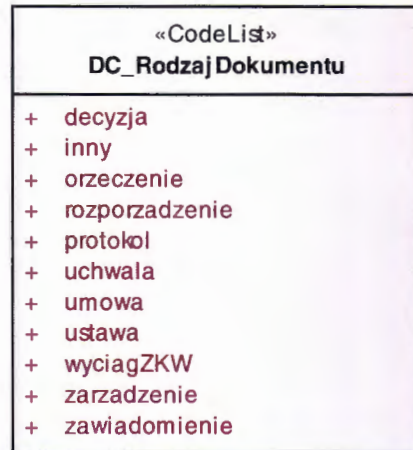 «CodeList»
DC_RodzajDokumentu
+ decyzja
+ inny
+ orzeczenie
+ rozporzadzenie
+ protokol
+ uchwala
+ umowa
+ ustawa
+ wyciagZKW
+ zarzadzenie
+ zawiadomienie